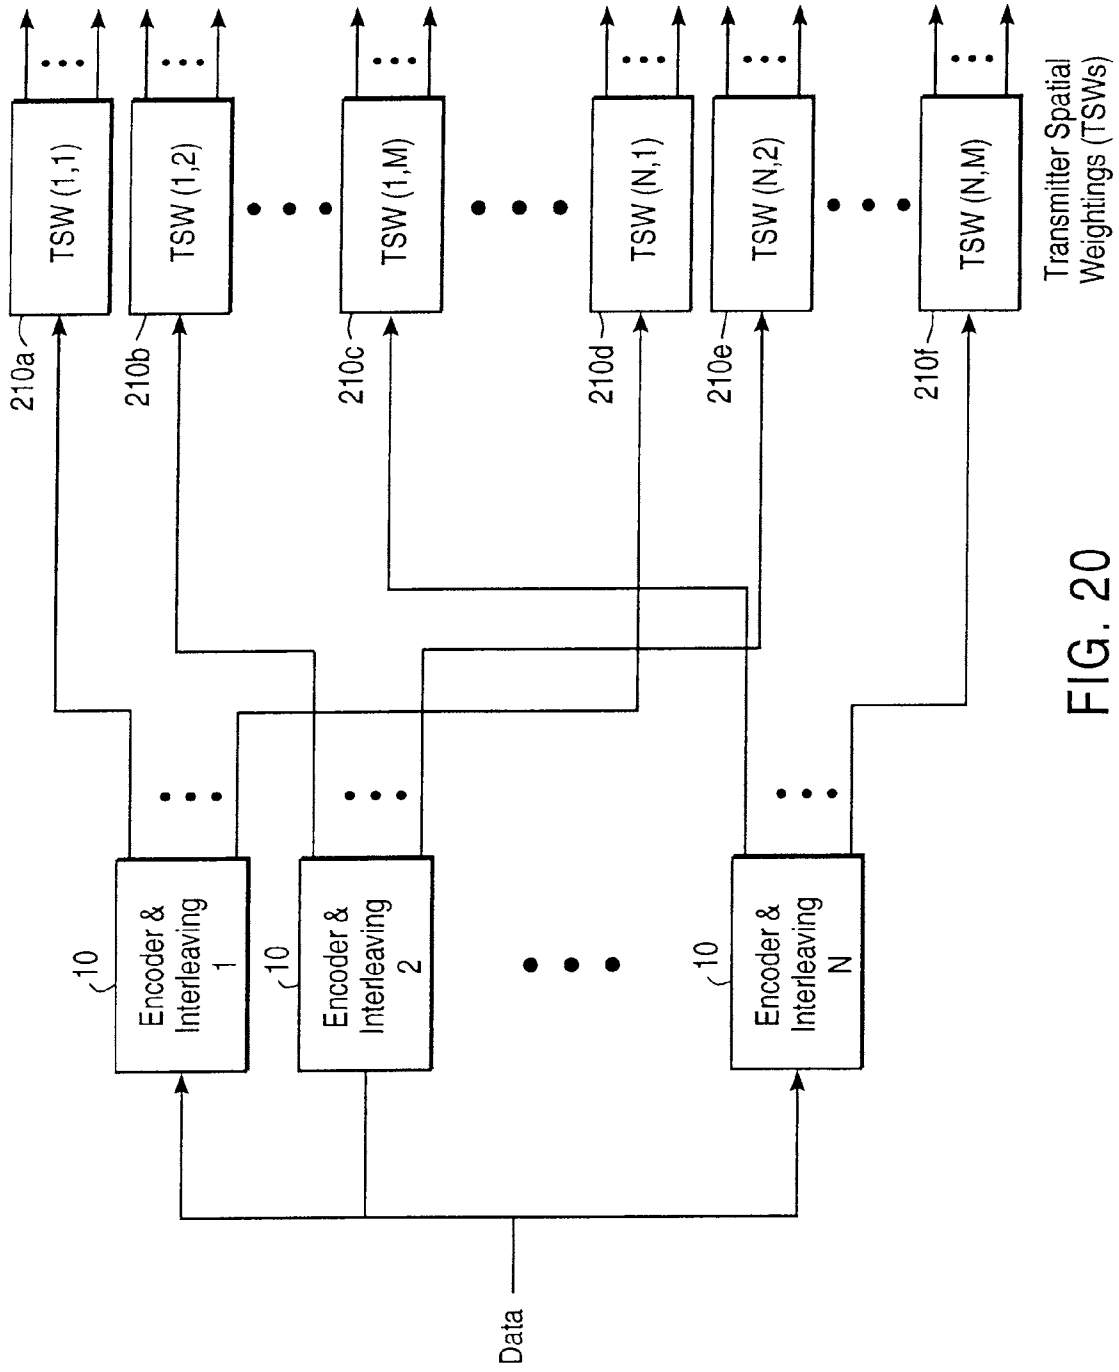 Data
10
Encoder &
Interleaving
1
10
Encoder &
Interleaving
2
10
Encoder &
Interleaving
N
210a
TSW (1,1)
210b
TSW (1,2)
210c
TSW (1,M)
210d
TSW (N,1)
210e
TSW (N,2)
210f
TSW (N,M)
Transmitter Spatial
Weightings (TSWs)
FIG. 20